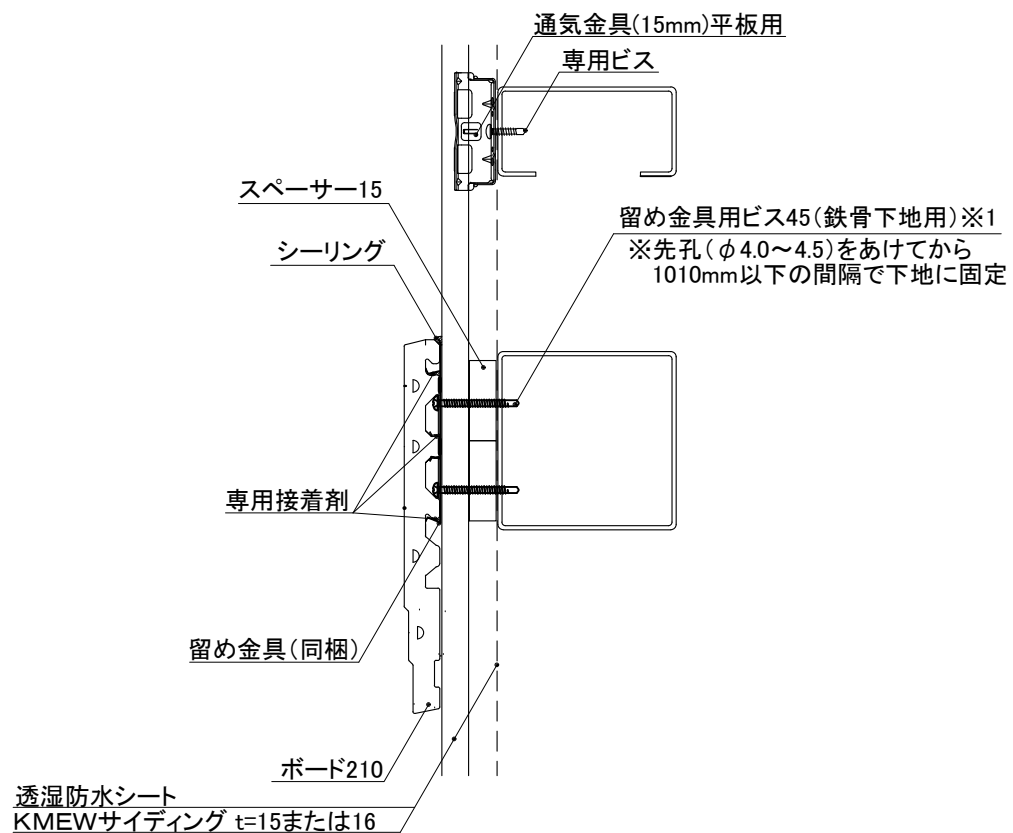 通気金具(15mm)平板用
専用ビス
スペーサー15
留め金具用ビス45(鉄骨下地用)※1
シーリング
※先孔(φ4.0～4.5)をあけてから
1010mm以下の間隔で下地に固定
専用接着剤
留め金具(同梱)
ボード210
透湿防水シート
KMEWサイディング t=15または16